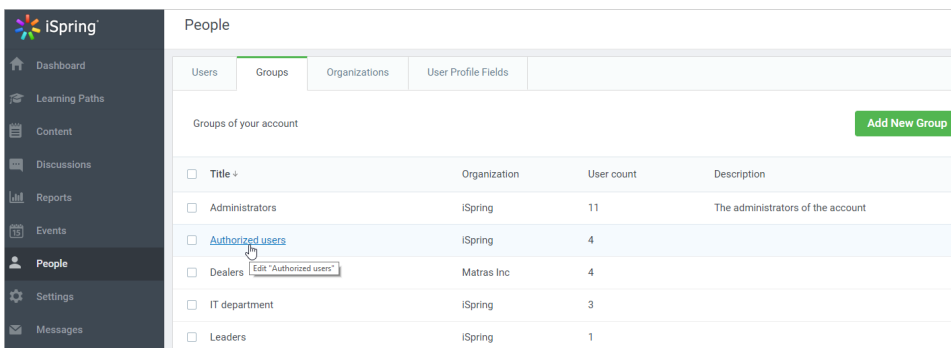 iSpring
People
Dashboard
Learning Paths
Content
Discussions
Reports
15 Events
People
Settings
Messages
Users Groups Organizations User Profile Fields
Groups of your account Add New Group
Title Organization User count Description
Administrators iSpring 11 The administrators of the account
Authorized users iSpring 4
Edit "Authorized users"
Dealers Matras Inc 4
IT department iSpring 3
Leaders iSpring 1